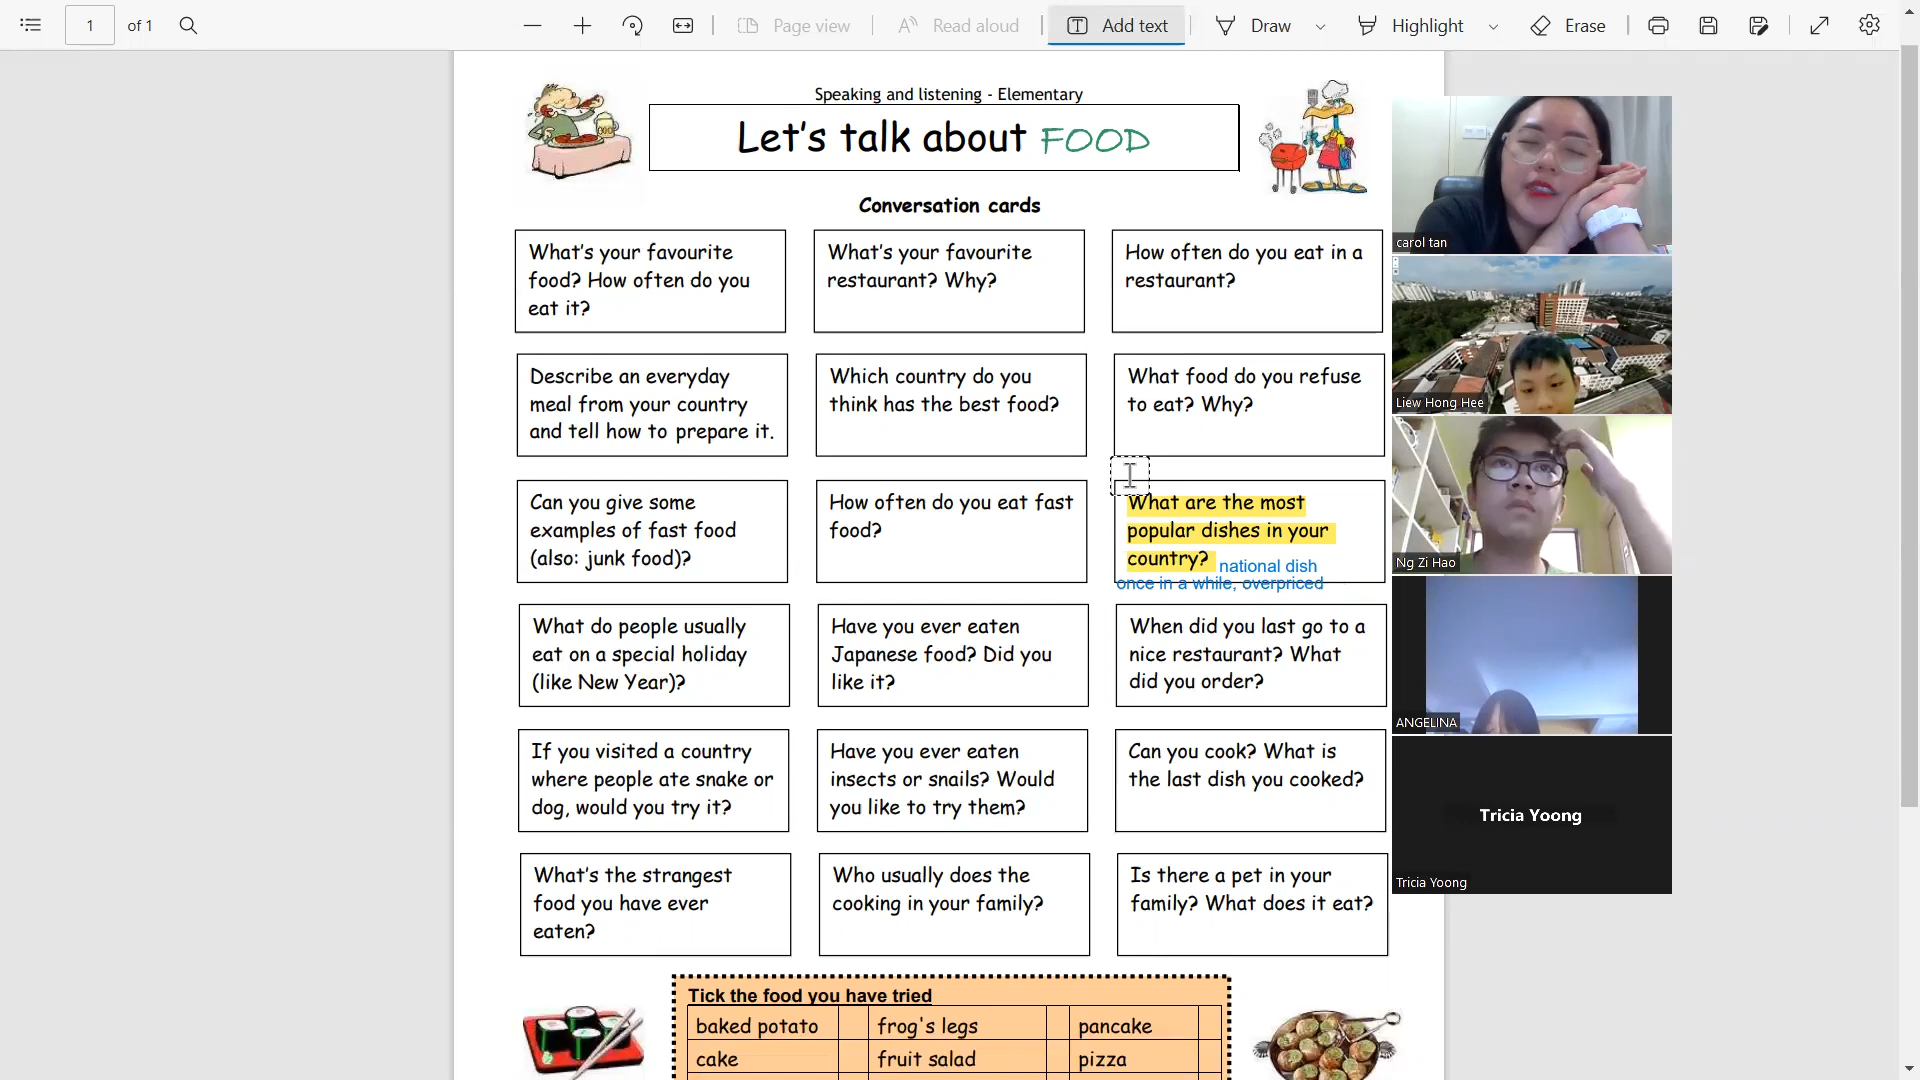 1 of 1 Page view Read aloud Add text Draw Highlight Erase
Speaking and listening - Elementary
Let's talk about FOOD
Conversation cards
What's your favourite
food? How often do you
eat it?
What's your favourite
restaurant? Why?
How often do you eat in a
restaurant?
Describe an everyday
meal from your country
and tell how to prepare it.
Which country do you
think has the best food?
What food do you refuse
to eat? Why?
Can you give some
examples of fast food
(also: junk food)?
How often do you eat fast
food?
What are the most
popular dishes in your
country? national dish
once in a while, overpriced
What do people usually
eat on a special holiday
(like New Year)?
Have you ever eaten
Japanese food? Did you
like it?
When did you last go to a
nice restaurant? What
did you order?
If you visited a country
where people ate snake or
dog, would you try it?
Have you ever eaten
insects or snails? Would
you like to try them?
Can you cook? What is
the last dish you cooked?
What's the strangest
food you have ever
eaten?
Who usually does the
cooking in your family?
Is there a pet in your
family? What does it eat?
Tick the food you have tried
baked potato frog's legs pancake
cake fruit salad pizza
carol tan
Liew Hong Hee
Ng Zi Hao
ANGELINA
Tricia Yoong
Tricia Yoong